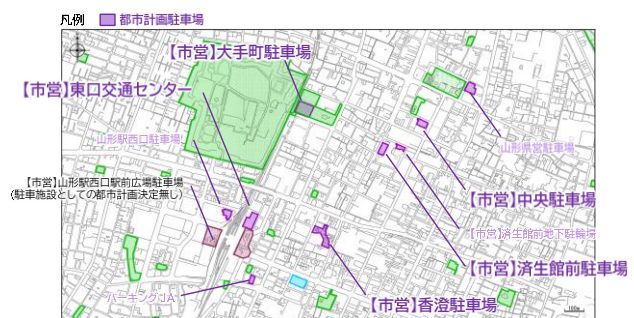 凡例 都市計画駐車場
【市営】大手町駐車場
【市営】東口交通センター
山形駅西口駐車場
山形県営駐車場
【市営】山形駅西口駅前広場駐車場
(駐車施設としての都市計画決定無し)
【市営】中央駐車場
【市営】済生館前地下駐輪場
【市営】済生館前駐車場
パーキングJA
【市営】香澄駐車場
100m